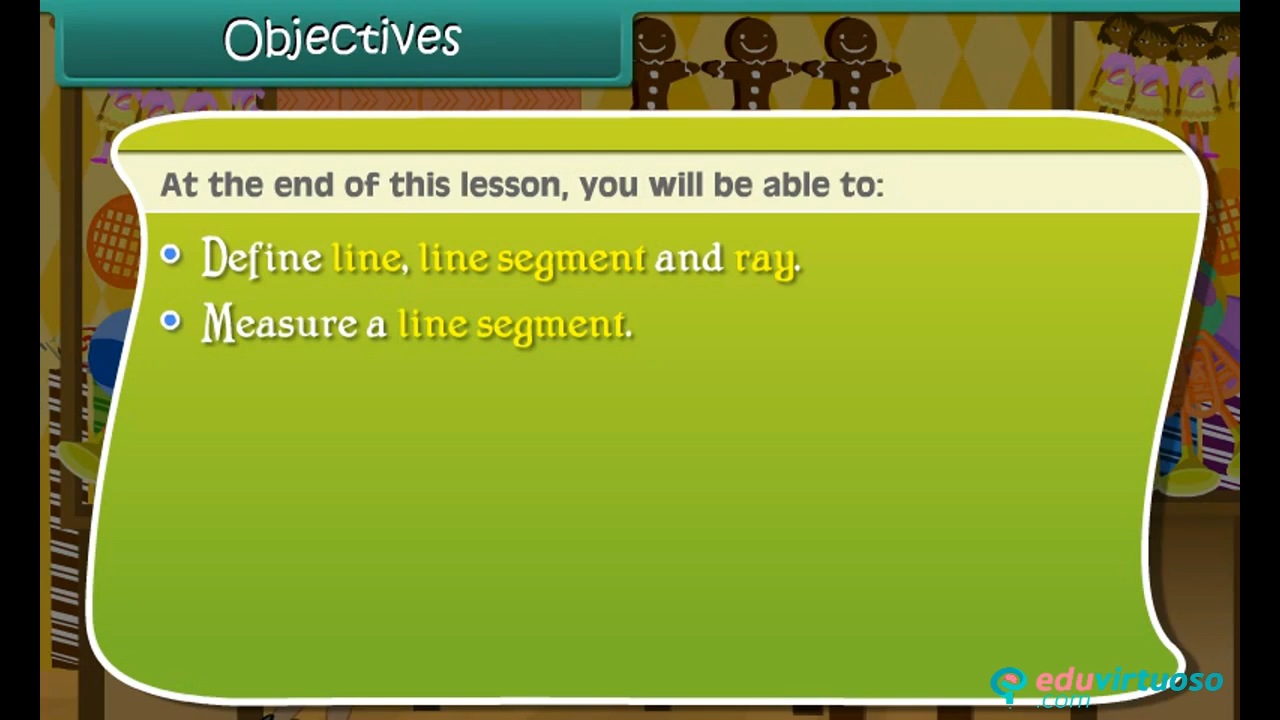 Objectives
At the end of this lesson, you will be able to:
Define line, line segment and ray.
Measure a line segment.
eduvirtuoso
.com